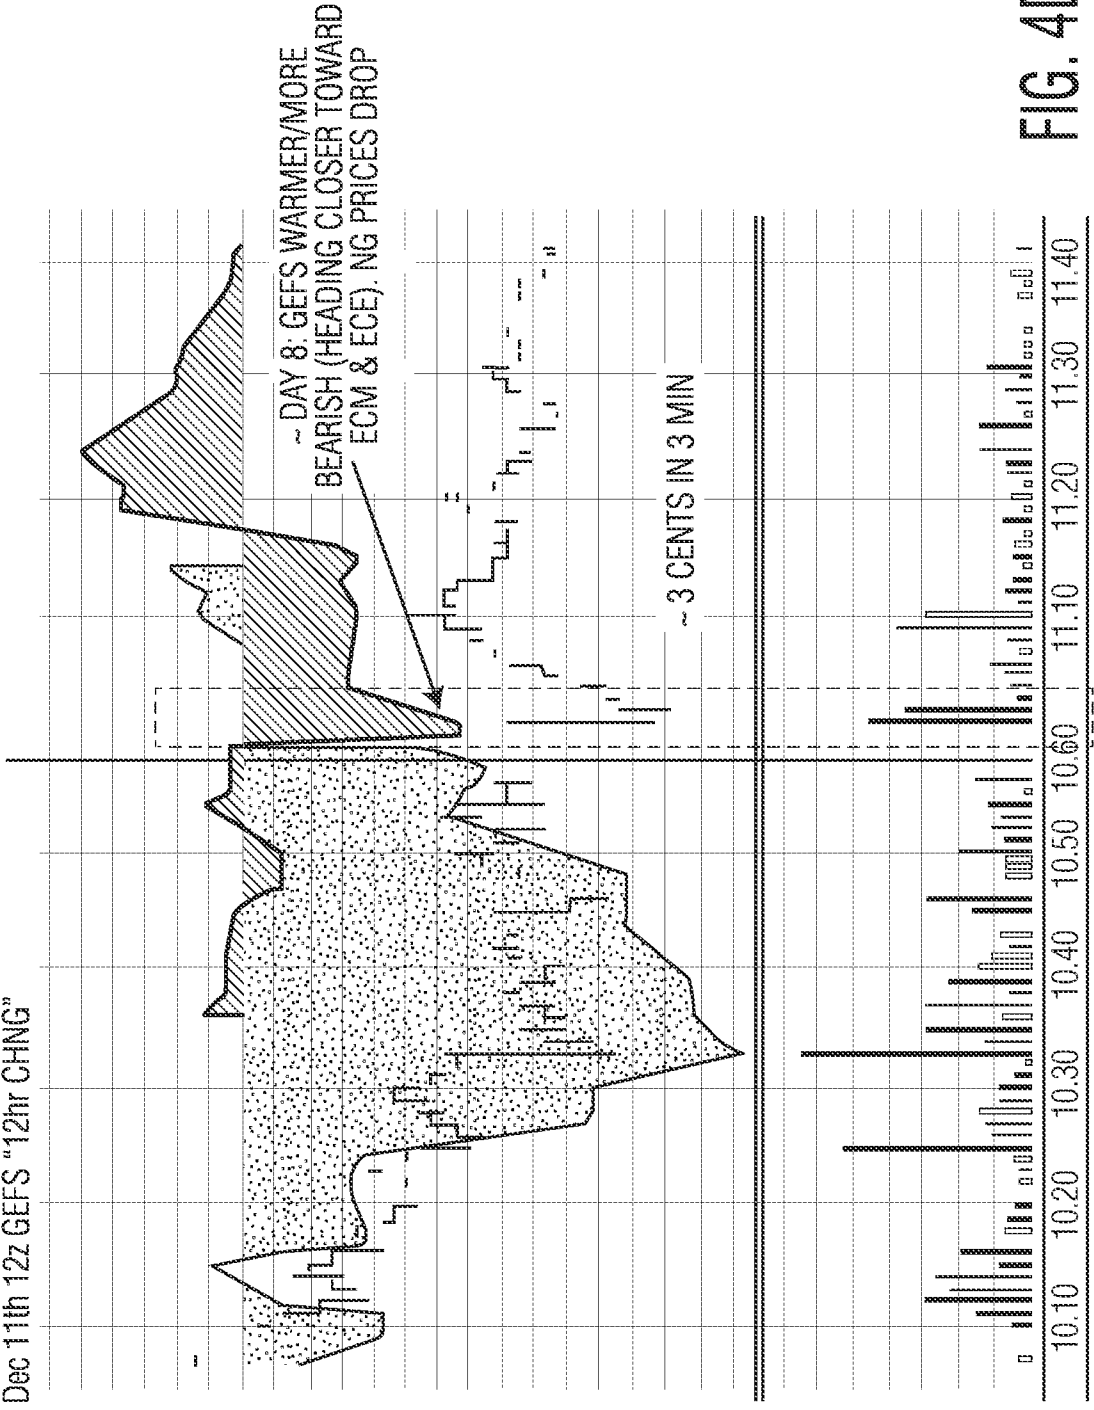 Dec 11th 12z GEFS "12hr CHNG"
~ DAY 8: GEFS WARMER/MORE
BEARISH (HEADING CLOSER TOWARD
ECM & ECE). NG PRICES DROP
~ 3 CENTS IN 3 MIN
10.10 10.20 10.30 10.40 10.50 10.60 11.10 11.20 11.30 11.40
FIG.